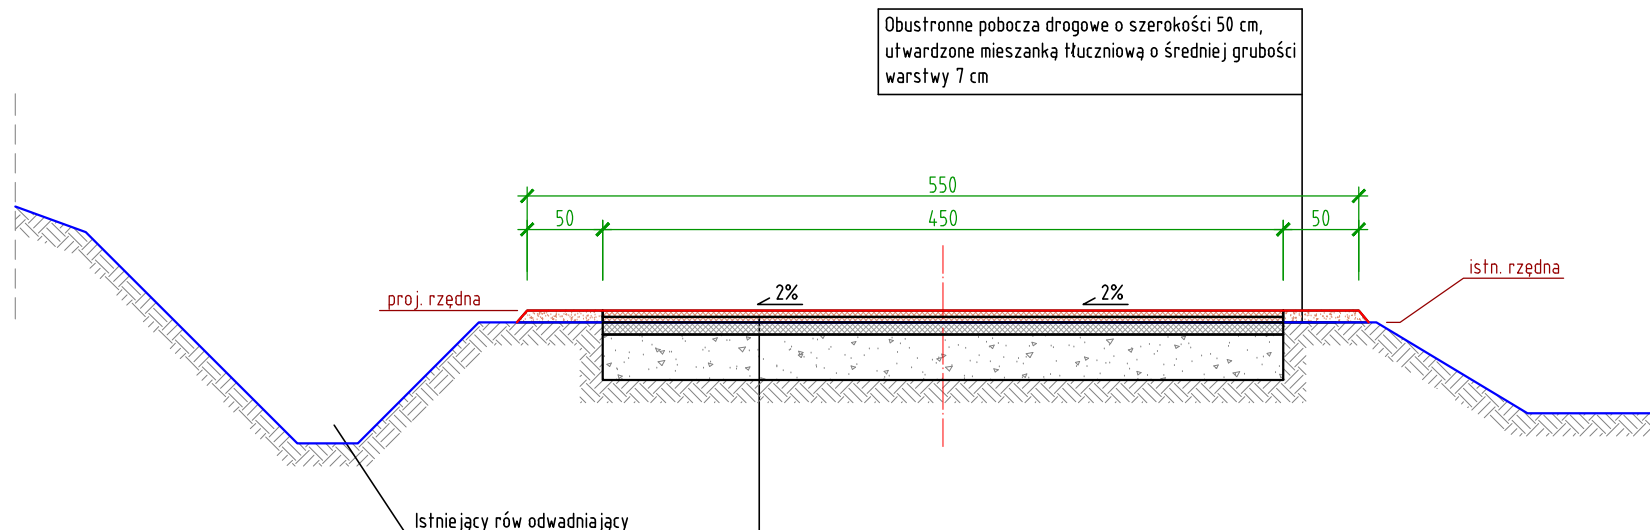 Obustronne pobocza drogowe o szerokości 50 cm,
utwardzone mieszanką tłuczniową o średniej grubości
warstwy 7 cm
550
50
450
50
istn. rzędna
proj. rzędna
2%
2%
Istniejący rów odwadniający